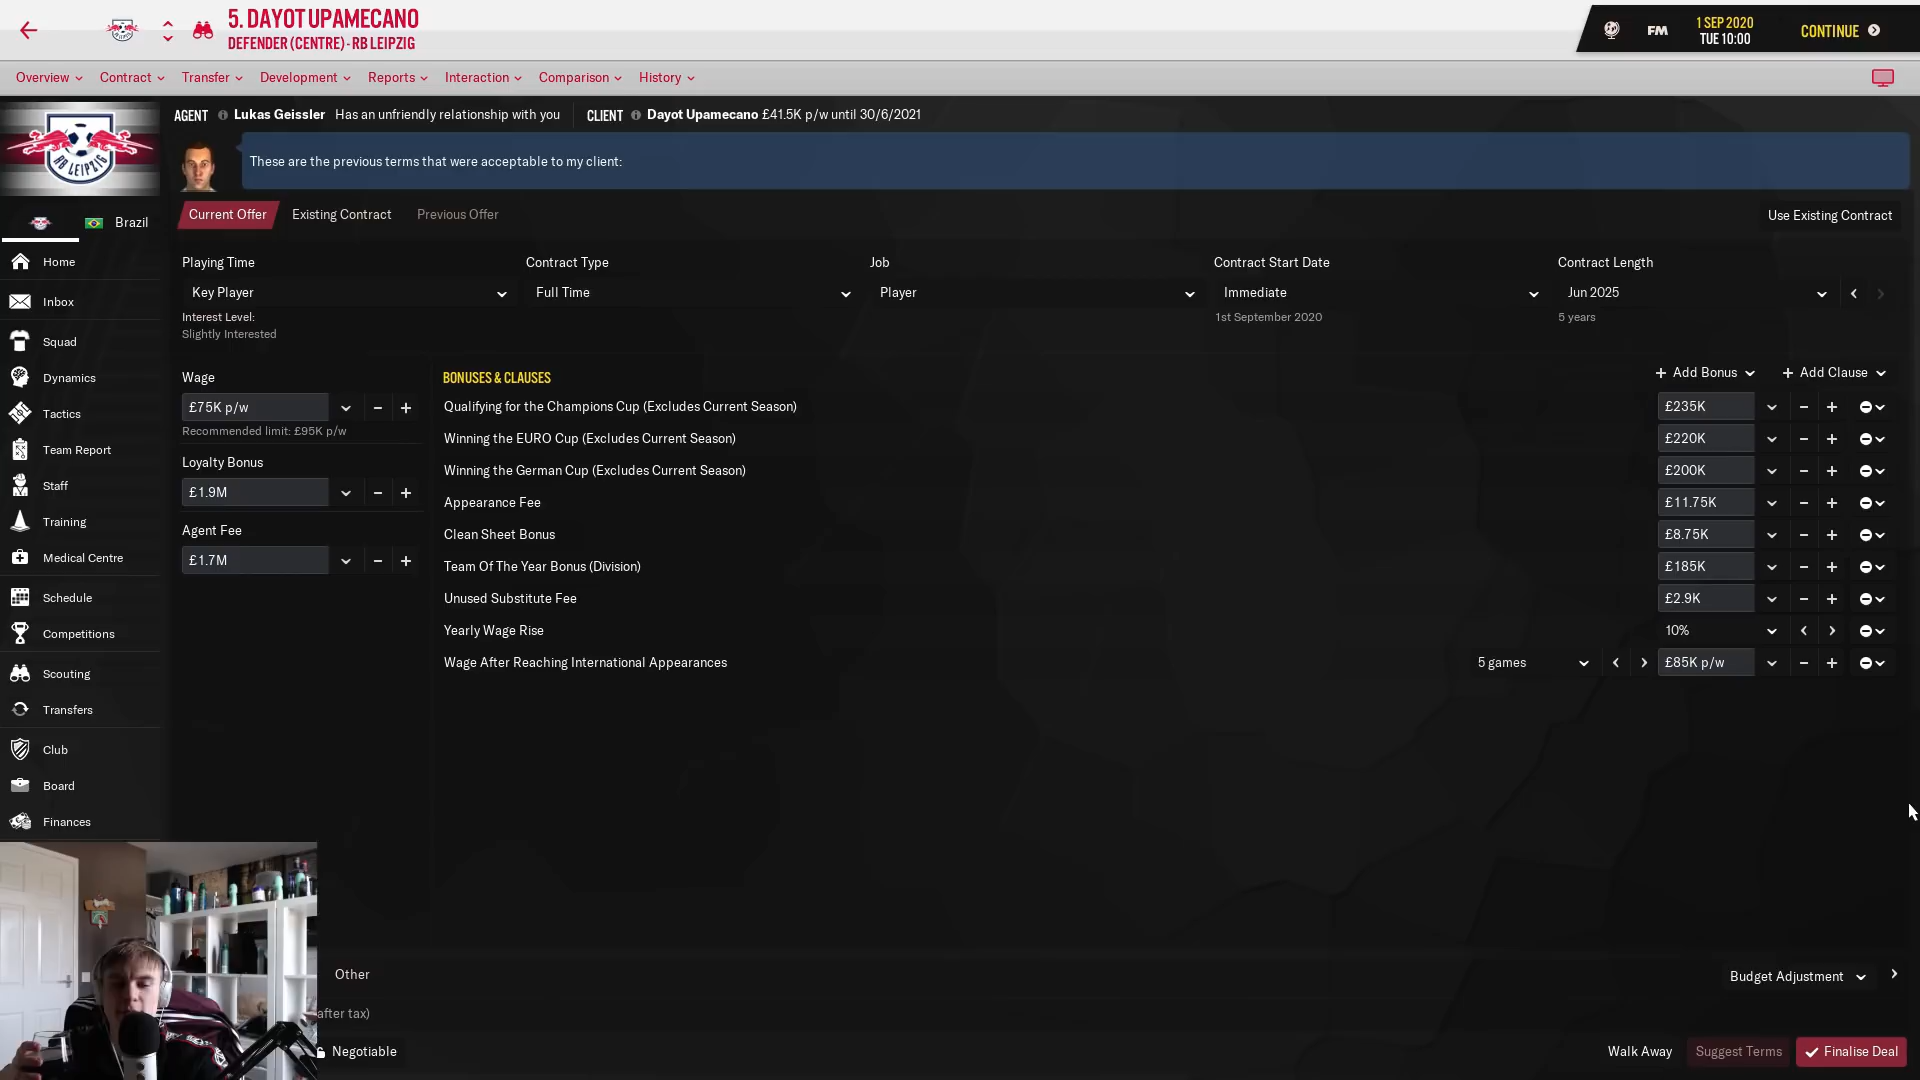 5. DAYOT UPAMECANO
DEFENDER (CENTRE) - RB LEIPZIG
FM
1 SEP 2020
TUE 10:00
CONTINUE
Overview
Contract
Transfer
Development
Reports
Interaction
Comparison
History
AGENT Lukas Geissler Has an unfriendly relationship with you
CLIENT Dayot Upamecano £41.5K p/w until 30/6/2021
RB LEIPZIG
These are the previous terms that were acceptable to my client:
Brazil
Current Offer
Existing Contract
Previous Offer
Use Existing Contract
Home
Inbox
Squad
Dynamics
Tactics
Team Report
Staff
Training
Medical Centre
Schedule
Competitions
Scouting
Transfers
Club
Board
Finances
Playing Time
Key Player
Interest Level:
Slightly Interested
Contract Type
Full Time
Job
Player
Contract Start Date
Immediate
1st September 2020
Contract Length
Jun 2025
5 years
Wage
£75K p/w
Recommended limit: £95K p/w
Loyalty Bonus
£1.9M
Agent Fee
£1.7M
BONUSES & CLAUSES
Add Bonus
Add Clause
Qualifying for the Champions Cup (Excludes Current Season) £235K
Winning the EURO Cup (Excludes Current Season) £220K
Winning the German Cup (Excludes Current Season) £200K
Appearance Fee £11.75K
Clean Sheet Bonus £8.75K
Team Of The Year Bonus (Division) £185K
Unused Substitute Fee £2.9K
Yearly Wage Rise 10%
Wage After Reaching International Appearances 5 games £85K p/w
Other
Budget Adjustment
after tax)
Negotiable
Walk Away
Suggest Terms
Finalise Deal